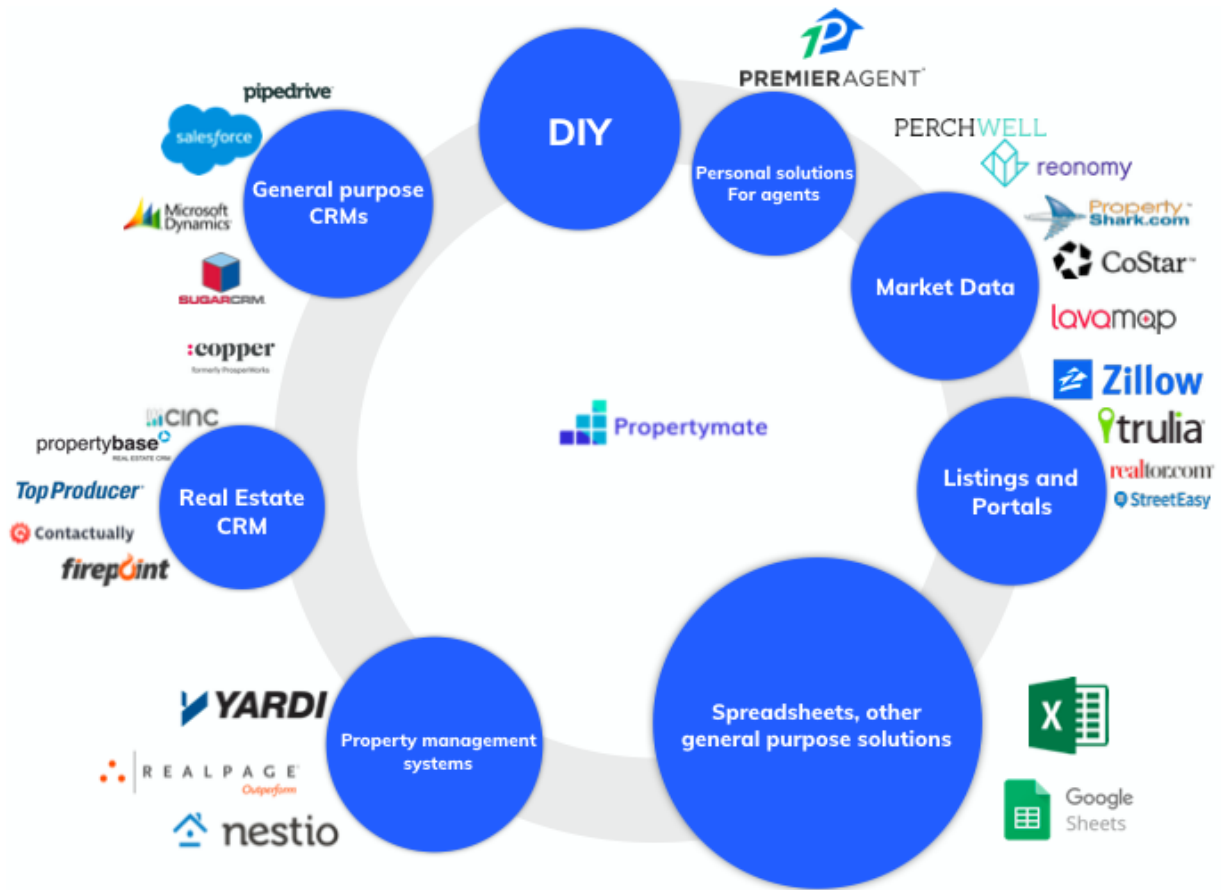 PREMIERAGENT
pipedrive
salesforce
DIY
PERCHWELL
Personal solutions
For agents
reonomy
General purpose
CRMs
Microsoft
Dynamics
Property™
Shark.com
CoStar™
Market Data
SUGARCRM
lavamap
:copper
formerly ProsperWorks
Zillow
CINC
Propertymate
trulia
propertybase
REAL ESTATE CRM
realtor.com
Listings and
Portals
TopProducer
Real Estate
CRM
StreetEasy
Contactually
firepoint
YARDI
Spreadsheets, other
general purpose solutions
X
Property management
systems
REALPAGE
Outperform
nestio
Google
Sheets